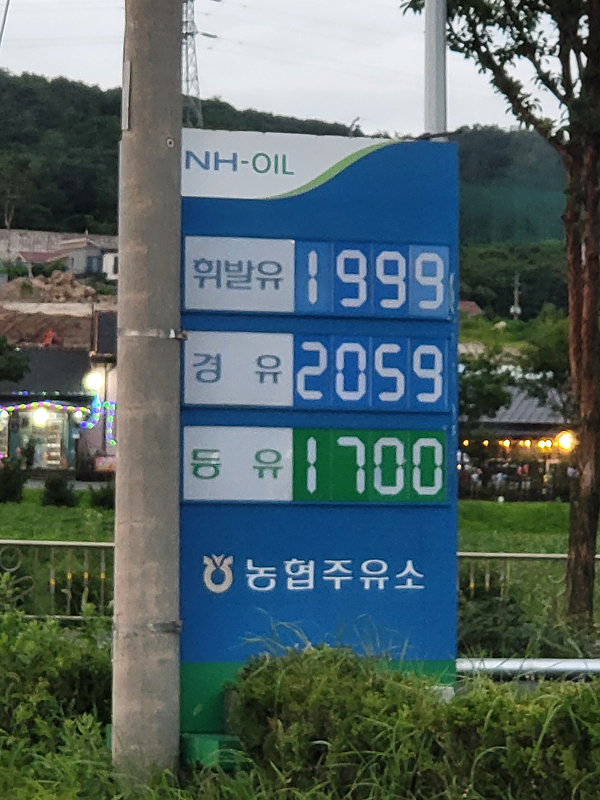 NH-OIL
휘발유 1999
경 유 2059
등 유 1700
농협주유소